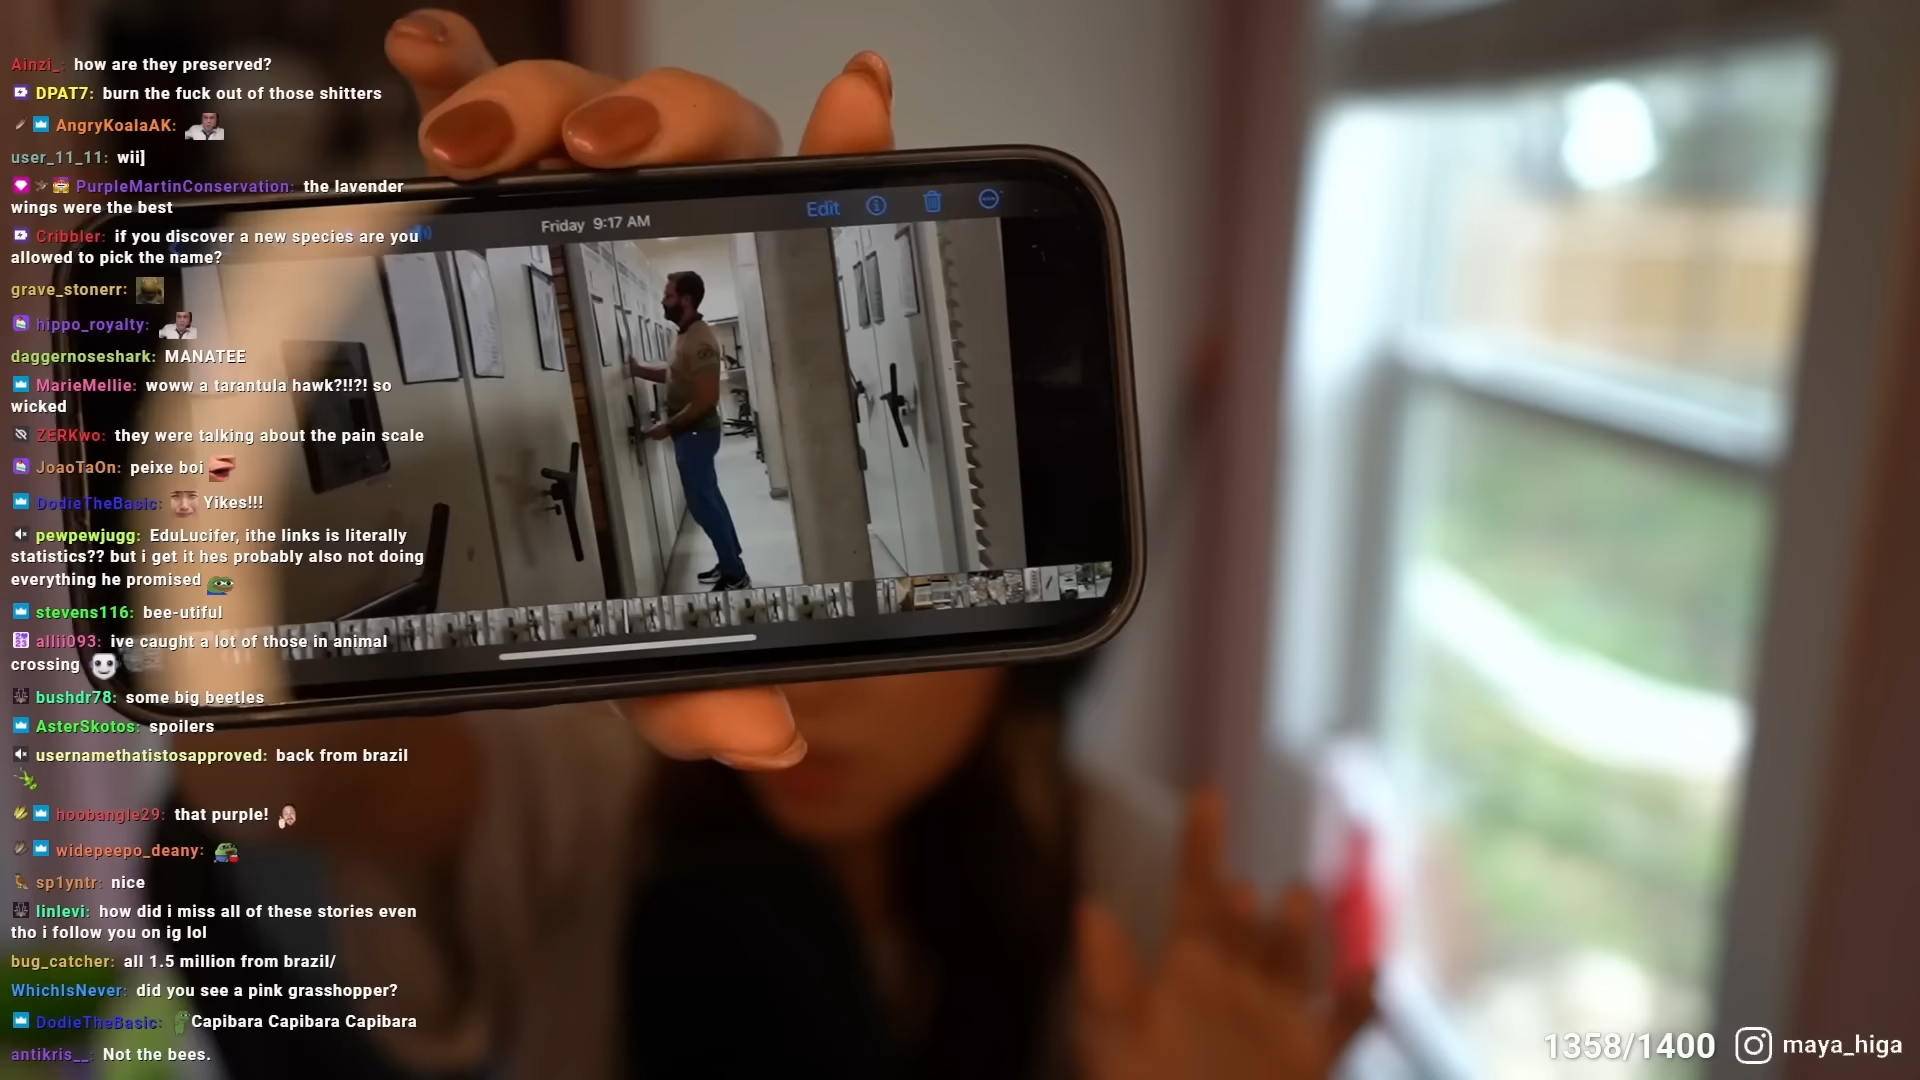 Ainzi_: how are they preserved?
DPAT7: burn the fuck out of those shitters
AngryKoalaAK:
user_11_11: wii]
PurpleMartinConservation: the lavender
wings were the best
Cribbler: if you discover a new species are you
allowed to pick the name?
grave_stonerr:
hippo_royalty:
daggernoseshark: MANATEE
MarieMellie: woww a tarantula hawk?!!?! so
wicked
ZERKwo: they were talking about the pain scale
JoaoTaOn: peixe boi
DodieTheBasic: Yikes!!!
pewpewjugg: EduLucifer, ithe links is literally
statistics?? but i get it hes probably also not doing
everything he promised
stevens116: bee-utiful
allii093: ive caught a lot of those in animal
crossing
bushdr78: some big beetles
AsterSkotos: spoilers
usernamethatistosapproved: back from brazil
hoobangle29: that purple!
widepeepo_deany:
sp1yntr: nice
linlevi: how did i miss all of these stories even
tho i follow you on ig lol
bug_catcher: all 1.5 million from brazil/
WhichIsNever: did you see a pink grasshopper?
DodieTheBasic: Capibara Capibara Capibara
antikris__: Not the bees.
Friday 9:17 AM
Edit
1358/1400
maya_higa